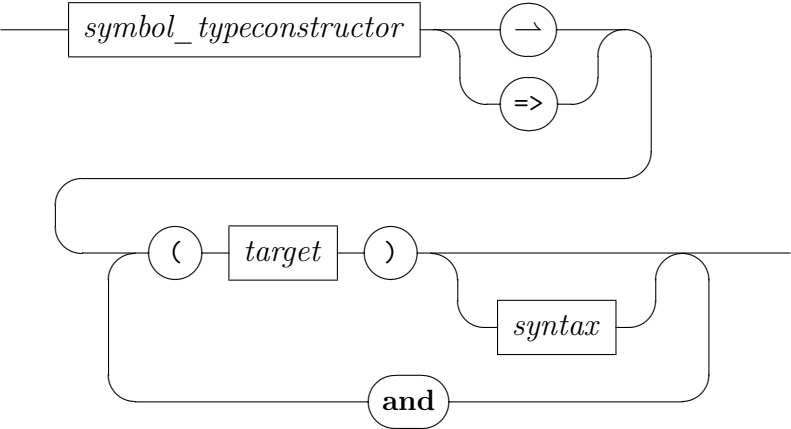 symbol_typeconstructor ⇀
=>
( target )
syntax
and